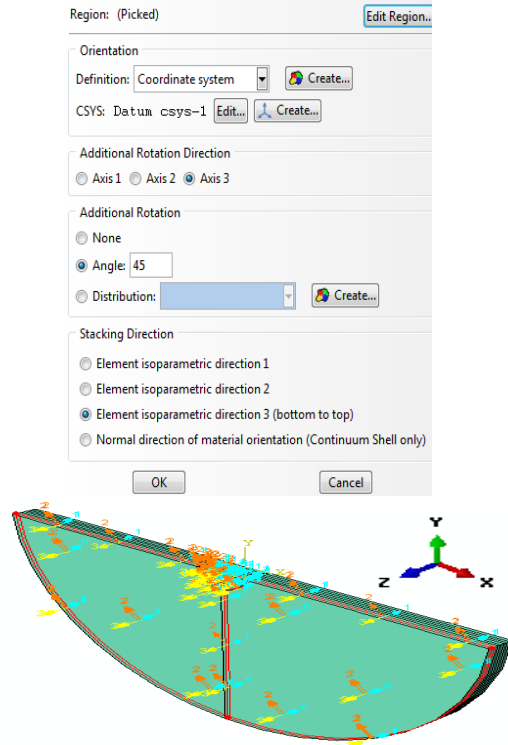 Region: (Picked) Edit Region..
Orientation
Definition: Coordinate system Create...
CSYS: Datum csys-1 Edit... Create...
Additional Rotation Direction
Axis 1 Axis 2 Axis 3
Additional Rotation
None
Angle: 45
Distribution: Create...
Stacking Direction
Element isoparametric direction 1
Element isoparametric direction 2
Element isoparametric direction 3 (bottom to top)
Normal direction of material orientation (Continuum Shell only)
OK Cancel
Y
Z X